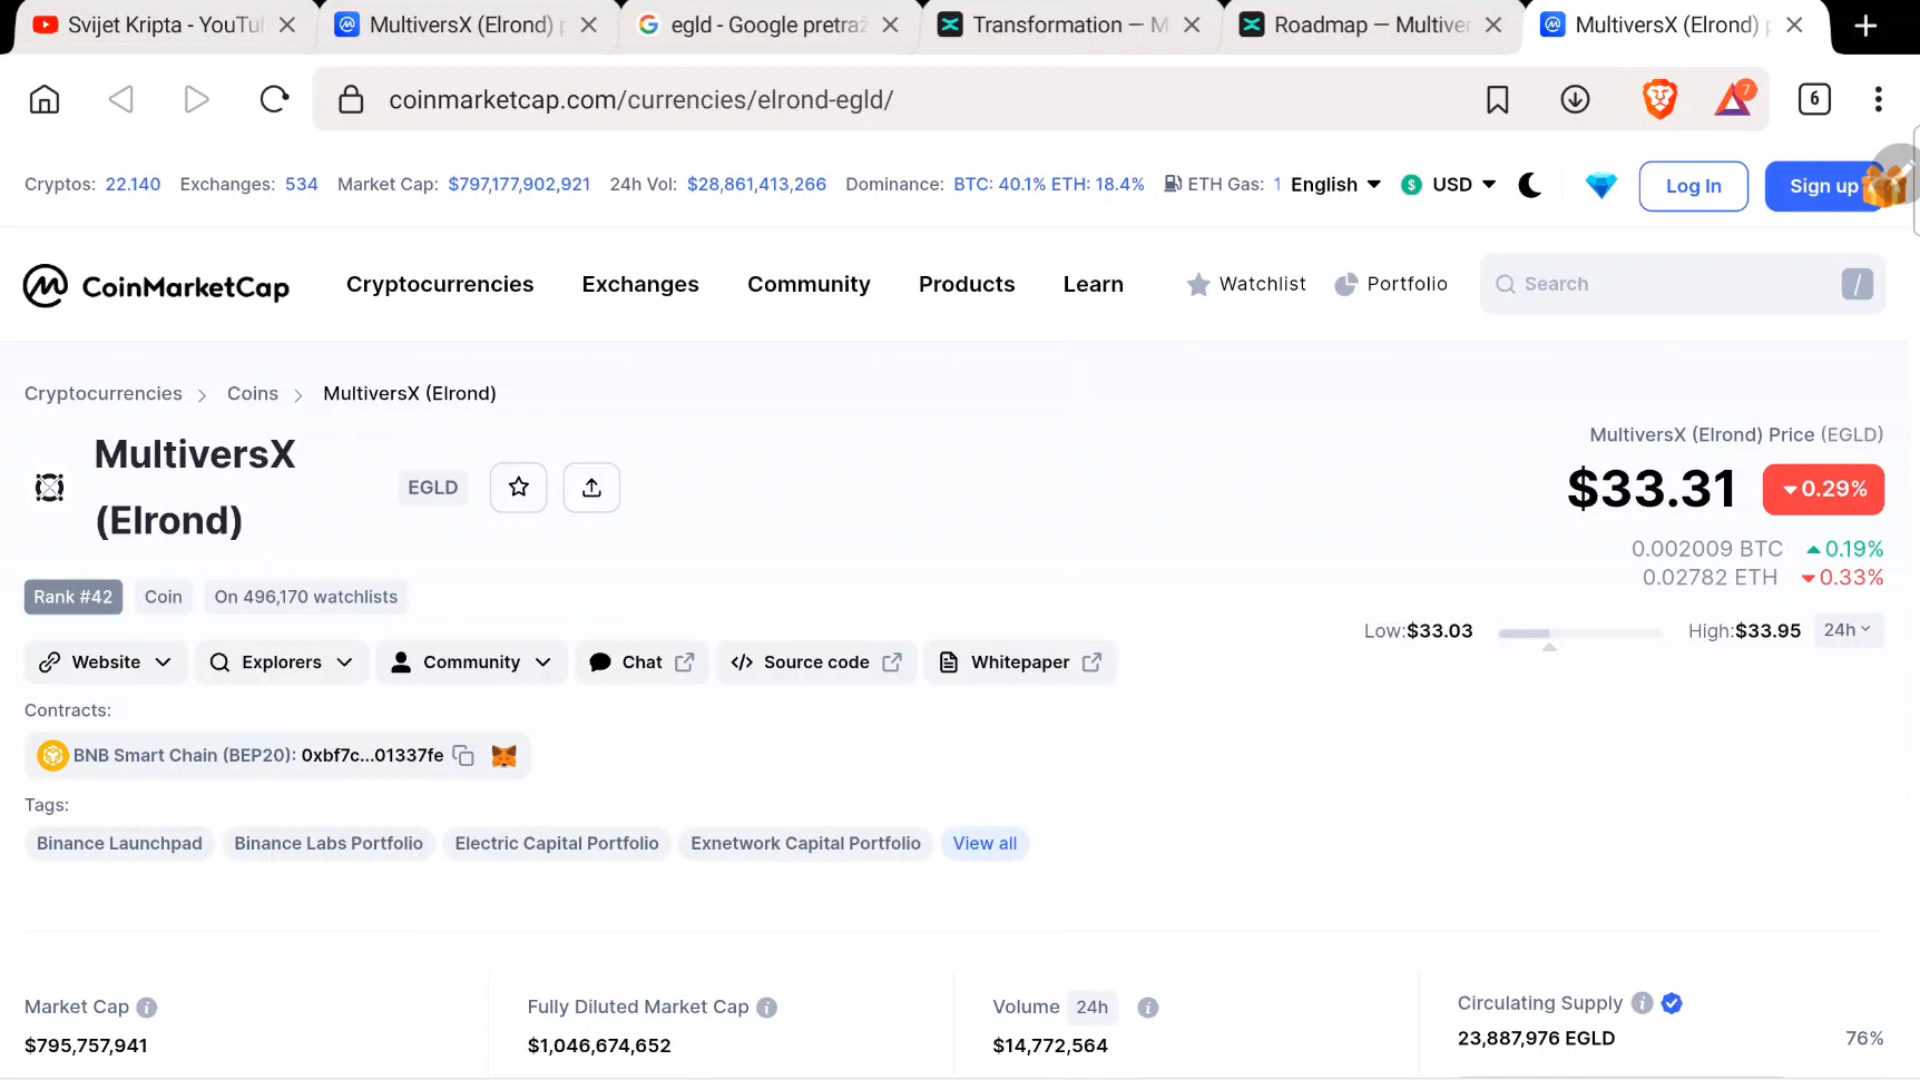 Svijet Kripta - YouTu
MultiversX (Elrond) p
egld - Google pretraž
Transformation — M
Roadmap — Multiver
MultiversX (Elrond) p
coinmarketcap.com/currencies/elrond-egld/
7
6
Cryptos: 22.140 Exchanges: 534 Market Cap: $797,177,902,921 24h Vol: $28,861,413,266 Dominance: BTC: 40.1% ETH: 18.4% ETH Gas: 1 English USD Log In Sign up
CoinMarketCap Cryptocurrencies Exchanges Community Products Learn Watchlist Portfolio Search /
Cryptocurrencies > Coins > MultiversX (Elrond)
MultiversX
(Elrond)
EGLD
MultiversX (Elrond) Price (EGLD)
$33.31 0.29%
0.002009 BTC 0.19%
0.02782 ETH 0.33%
Low:$33.03 High:$33.95 24h
Rank #42 Coin On 496,170 watchlists
Website Explorers Community Chat Source code Whitepaper
Contracts:
BNB Smart Chain (BEP20): 0xbf7c...01337fe
Tags:
Binance Launchpad Binance Labs Portfolio Electric Capital Portfolio Exnetwork Capital Portfolio View all
Market Cap
$795,757,941
Fully Diluted Market Cap
$1,046,674,652
Volume 24h
$14,772,564
Circulating Supply
23,887,976 EGLD 76%